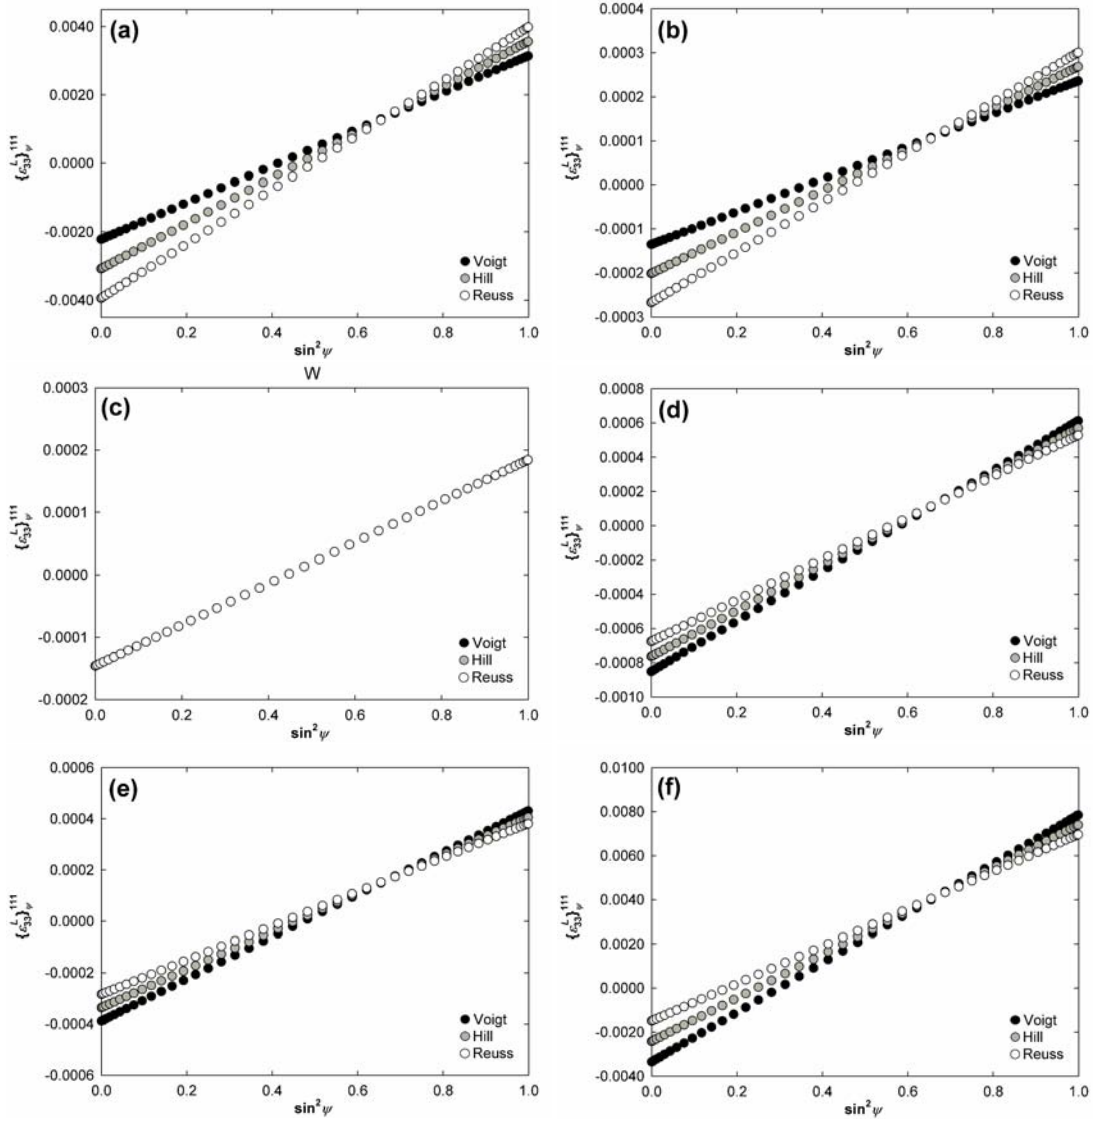 (a)
0.0040
0.0020
0.0000
-0.0020
-0.0040
{ε₃₃ᴸ}ψ¹¹¹
Voigt
Hill
Reuss
0.0 0.2 0.4 0.6 0.8 1.0
sin²ψ
(b)
0.0004
0.0003
0.0002
0.0001
0.0000
-0.0001
-0.0002
-0.0003
{ε₃₃ᴸ}ψ¹¹¹
Voigt
Hill
Reuss
0.0 0.2 0.4 0.6 0.8 1.0
sin²ψ
W
(c)
0.0003
0.0002
0.0001
0.0000
-0.0001
-0.0002
{ε₃₃ᴸ}ψ¹¹¹
Voigt
Hill
Reuss
0.0 0.2 0.4 0.6 0.8 1.0
sin²ψ
(d)
0.0008
0.0006
0.0004
0.0002
0.0000
-0.0002
-0.0004
-0.0006
-0.0008
-0.0010
{ε₃₃ᴸ}ψ¹¹¹
Voigt
Hill
Reuss
0.0 0.2 0.4 0.6 0.8 1.0
sin²ψ
(e)
0.0006
0.0004
0.0002
0.0000
-0.0002
-0.0004
-0.0006
{ε₃₃ᴸ}ψ¹¹¹
Voigt
Hill
Reuss
0.0 0.2 0.4 0.6 0.8 1.0
sin²ψ
(f)
0.0100
0.0080
0.0060
0.0040
0.0020
0.0000
-0.0020
-0.0040
{ε₃₃ᴸ}ψ¹¹¹
Voigt
Hill
Reuss
0.0 0.2 0.4 0.6 0.8 1.0
sin²ψ